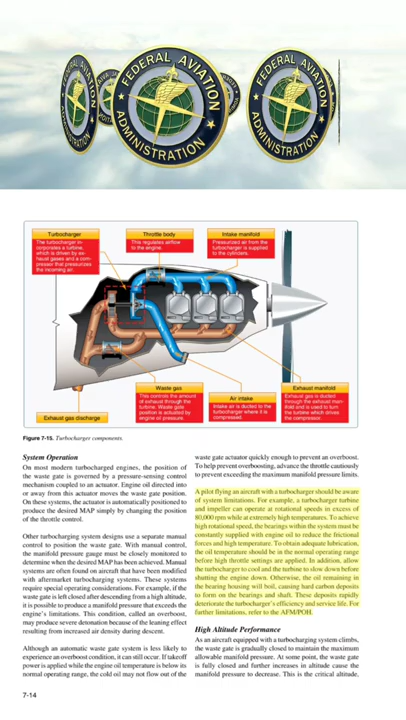 FEDERAL AVIATION
ADMINISTRATION
FEDERAL AVIATION
ADMINISTRATION
Turbocharger
The turbocharger in-
corporates a turbine,
which is driven by ex-
haust gases and a com-
pressor that pressurizes
the incoming air.
Throttle body
This regulates airflow
to the engine.
Intake manifold
Pressurized air from the
turbocharger is supplied
to the cylinders.
Exhaust gas discharge
Waste gate
This controls the amount
of exhaust through the
turbine. Waste gate
position is actuated by
engine oil pressure.
Air intake
Intake air is ducted to the
turbocharger where it is
compressed.
Exhaust manifold
Exhaust gas is ducted
through the exhaust man-
ifold and is used to turn
the turbine which drives
the compressor.
Figure 7-15. Turbocharger components.
System Operation
On most modern turbocharged engines, the position of
the waste gate is governed by a pressure-sensing control
mechanism coupled to an actuator. Engine oil directed into
or away from this actuator moves the waste gate position.
On these systems, the actuator is automatically positioned to
produce the desired MAP simply by changing the position
of the throttle control.
Other turbocharging system designs use a separate manual
control to position the waste gate. With manual control,
the manifold pressure gauge must be closely monitored to
determine when the desired MAP has been achieved. Manual
systems are often found on aircraft that have been modified
with aftermarket turbocharging systems. These systems
require special operating considerations. For example, if the
waste gate is left closed after descending from a high altitude,
it is possible to produce a manifold pressure that exceeds the
engine's limitations. This condition, called an overboost,
may produce severe detonation because of the leaning effect
resulting from increased air density during descent.
Although an automatic waste gate system is less likely to
experience an overboost condition, it can still occur. If takeoff
power is applied while the engine oil temperature is below its
normal operating range, the cold oil may not flow out of the
waste gate actuator quickly enough to prevent an overboost.
To help prevent overboosting, advance the throttle cautiously
to prevent exceeding the maximum manifold pressure limits.
A pilot flying an aircraft with a turbocharger should be aware
of system limitations. For example, a turbocharger turbine
and impeller can operate at rotational speeds in excess of
80,000 rpm while at extremely high temperatures. To achieve
high rotational speed, the bearings within the system must be
constantly supplied with engine oil to reduce the frictional
forces and high temperature. To obtain adequate lubrication,
the oil temperature should be in the normal operating range
before high throttle settings are applied. In addition, allow
the turbocharger to cool and the turbine to slow down before
shutting the engine down. Otherwise, the oil remaining in
the bearing housing will boil, causing hard carbon deposits
to form on the bearings and shaft. These deposits rapidly
deteriorate the turbocharger's efficiency and service life. For
further limitations, refer to the AFM/POH.
High Altitude Performance
As an aircraft equipped with a turbocharging system climbs,
the waste gate is gradually closed to maintain the maximum
allowable manifold pressure. At some point, the waste gate
is fully closed and further increases in altitude cause the
manifold pressure to decrease. This is the critical altitude,
7-14